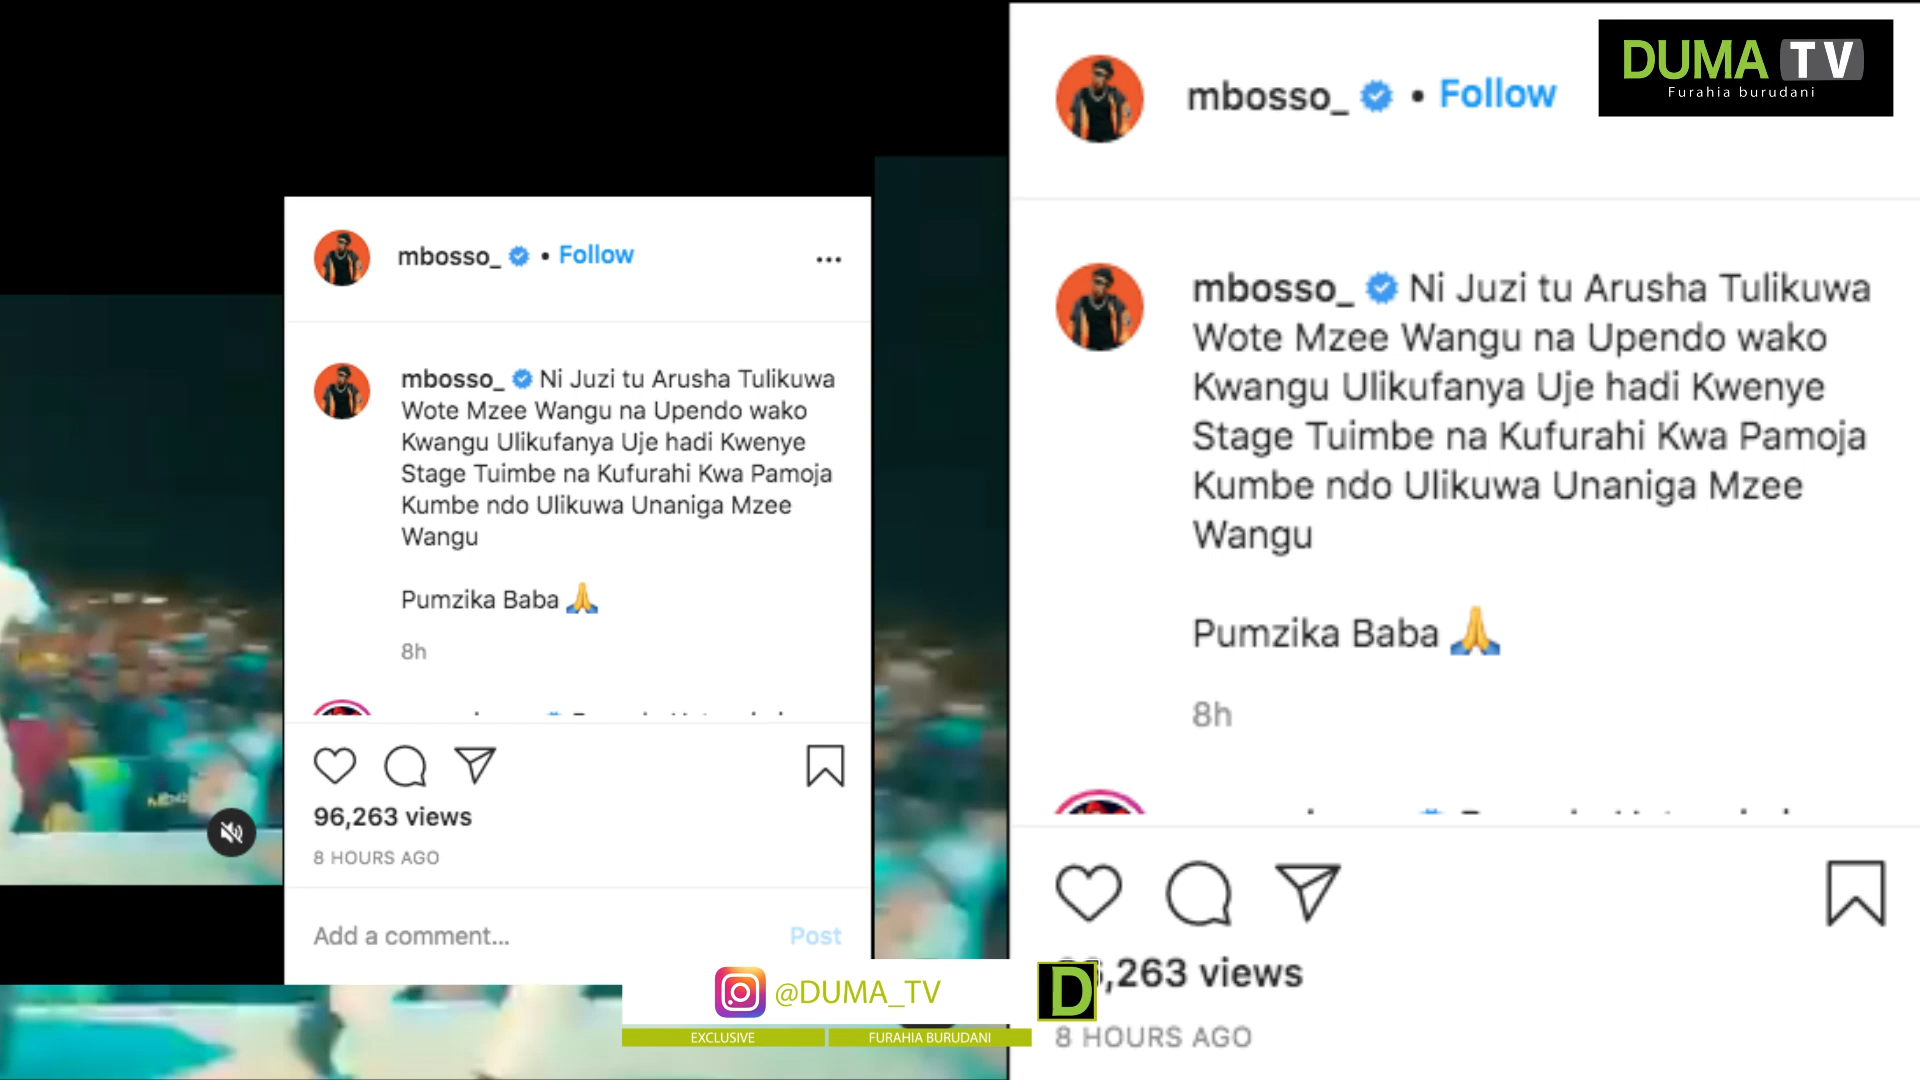 mbosso_ • Follow
mbosso_ Ni Juzi tu Arusha Tulikuwa
Wote Mzee Wangu na Upendo wako
Kwangu Ulikufanya Uje hadi Kwenye
Stage Tuimbe na Kufurahi Kwa Pamoja
Kumbe ndo Ulikuwa Unaniga Mzee
Wangu
Pumzika Baba 🙏
8h
96,263 views
8 HOURS AGO
Add a comment...
Post
DUMA TV
Furahia burudani
mbosso_ • Follow
mbosso_ Ni Juzi tu Arusha Tulikuwa
Wote Mzee Wangu na Upendo wako
Kwangu Ulikufanya Uje hadi Kwenye
Stage Tuimbe na Kufurahi Kwa Pamoja
Kumbe ndo Ulikuwa Unaniga Mzee
Wangu
Pumzika Baba 🙏
8h
,263 views
8 HOURS AGO
@DUMA_TV
D
EXCLUSIVE
FURAHIA BURUDANI